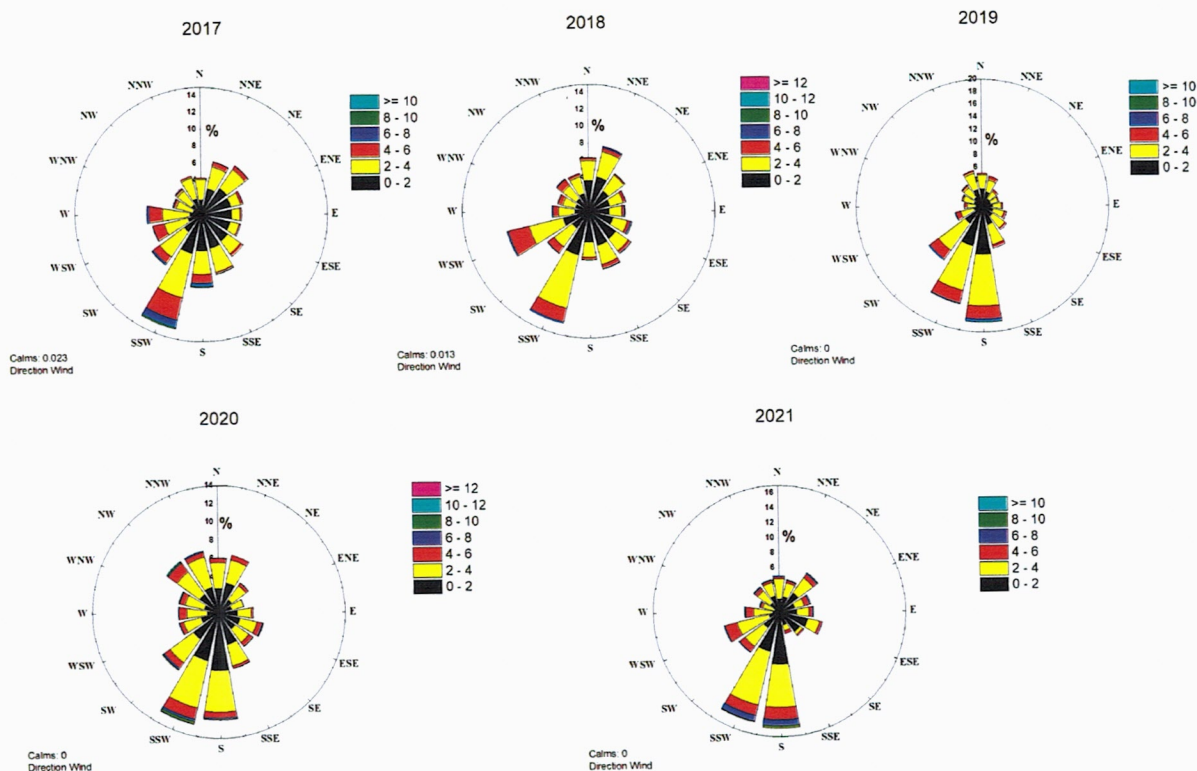 2017
N
NNE
NE
ENE
E
ESE
SE
SSE
S
SSW
SW
WSW
W
WNW
NW
NNW
14
12
10
8
6
%
>= 10
8 - 10
6 - 8
4 - 6
2 - 4
0 - 2
Calms: 0.023
Direction Wind
2018
N
NNE
NE
ENE
E
ESE
SE
SSE
S
SSW
SW
WSW
W
WNW
NW
NNW
14
12
10
8
%
>= 12
10 - 12
8 - 10
6 - 8
4 - 6
2 - 4
0 - 2
Calms: 0.013
Direction Wind
2019
N
NNE
NE
ENE
E
ESE
SE
SSE
S
SSW
SW
WSW
W
WNW
NW
NNW
20
18
16
14
12
10
8
%
>= 10
8 - 10
6 - 8
4 - 6
2 - 4
0 - 2
Calms: 0
Direction Wind
2020
N
NNE
NE
ENE
E
ESE
SE
SSE
S
SSW
SW
WSW
W
WNW
NW
NNW
14
12
10
8
%
>= 12
10 - 12
8 - 10
6 - 8
4 - 6
2 - 4
0 - 2
Calms: 0
Direction Wind
2021
N
NNE
NE
ENE
E
ESE
SE
SSE
S
SSW
SW
WSW
W
WNW
NW
NNW
16
14
12
10
8
6
%
>= 10
8 - 10
6 - 8
4 - 6
2 - 4
0 - 2
Calms: 0
Direction Wind